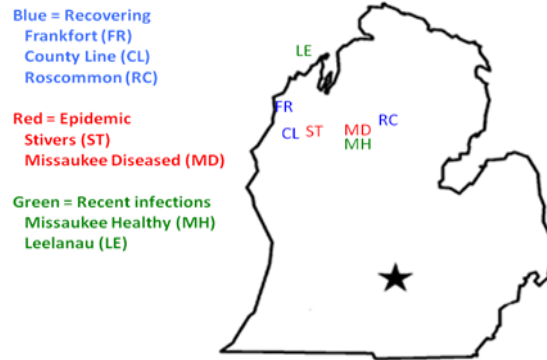 Blue = Recovering
Frankfort (FR)
County Line (CL)
Roscommon (RC)
Red = Epidemic
Stivers (ST)
Missaukee Diseased (MD)
Green = Recent infections
Missaukee Healthy (MH)
Leelanau (LE)
LE
FR
CL ST MD RC
MH